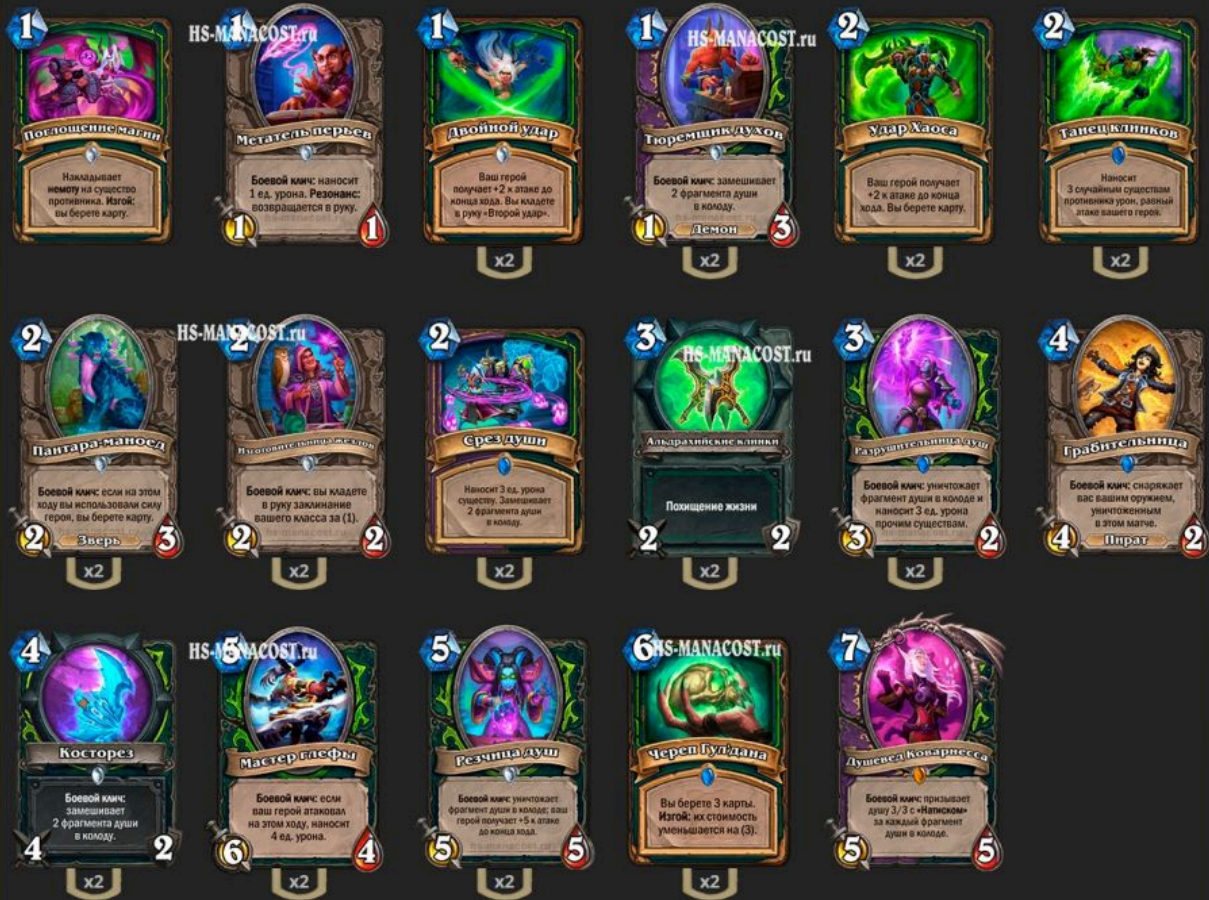 1
Поглощение магии
Накладывает
немоту на существо
противника. Изгой:
вы берете карту.
1
HS-MANACOST.ru
Метатель перьев
Боевой клич: наносит
1 ед. урона. Резонанс:
возвращается в руку.
1
1
1
Двойной удар
Ваш герой
получает +2 к атаке до
конца хода. Вы кладете
в руку «Второй удар».
x2
1
HS-MANACOST.ru
Тюремщик духов
Боевой клич: замешивает
2 фрагмента души
в колоду.
1
Демон
3
x2
2
Удар Хаоса
Ваш герой получает
+2 к атаке до конца
хода. Вы берете карту.
x2
2
Танец клинков
Наносит
3 случайным существам
противника урон, равный
атаке вашего героя.
x2
2
Пантара-маноед
Боевой клич: если на этом
ходу вы использовали силу
героя, вы берете карту.
2
Зверь
3
x2
HS-MANACOST.ru
2
Изготовительница жезлов
Боевой клич: вы кладете
в руку заклинание
вашего класса за (1).
2
2
x2
2
Срез души
Наносит 3 ед. урона
существу. Замешивает
2 фрагмента души
в колоду.
x2
3
HS-MANACOST.ru
Альдрахийские клинки
Похищение жизни
2
2
x2
3
Разрушительница душ
Боевой клич: уничтожает
фрагмент души в колоде и
наносит 3 ед. урона
прочим существам.
3
2
x2
4
Грабительница
Боевой клич: снаряжает
вас вашим оружием,
уничтоженным
в этом матче.
4
Пират
2
4
Косторез
Боевой клич:
замешивает
2 фрагмента души
в колоду.
4
2
x2
HS-MANACOST.ru
5
Мастер глефы
Боевой клич: если
ваш герой атаковал
на этом ходу, наносит
4 ед. урона.
6
4
x2
5
Резчица душ
Боевой клич: уничтожает
фрагмент души в колоде; ваш
герой получает +5 к атаке
до конца хода.
5
5
x2
6
HS-MANACOST.ru
Череп Гул'дана
Вы берете 3 карты.
Изгой: их стоимость
уменьшается на (3).
x2
7
Душевед Коварнесса
Боевой клич: призывает
душу 3/3 с «Натиском»
за каждый фрагмент
души в колоде.
5
5